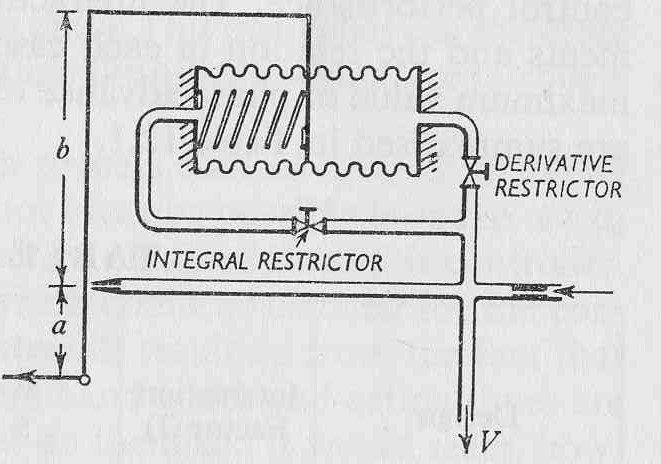 b
DERIVATIVE
RESTRICTOR
INTEGRAL RESTRICTOR
a
V